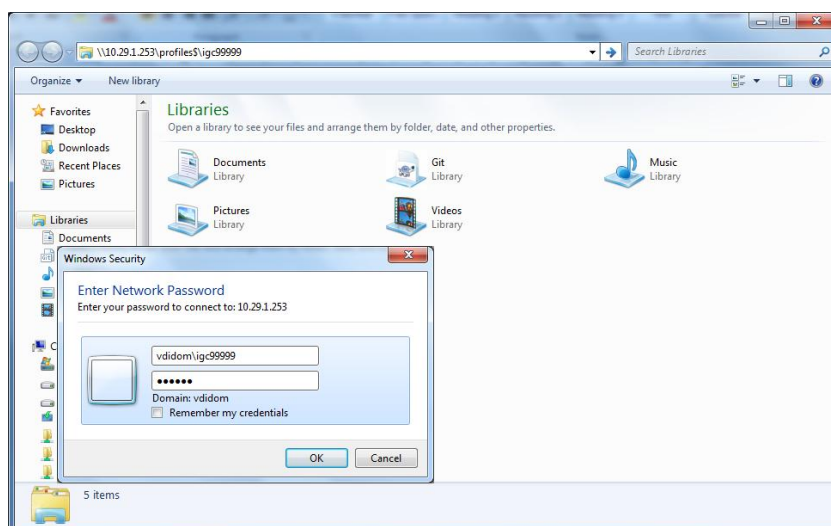 \\10.29.1.253\profiles$\igc99999
Search Libraries
Organize
New library
Favorites
Desktop
Downloads
Recent Places
Pictures
Libraries
Documents
Libraries
Open a library to see your files and arrange them by folder, date, and other properties.
Documents
Library
Git
Library
Music
Library
Pictures
Library
Videos
Library
Windows Security
Enter Network Password
Enter your password to connect to: 10.29.1.253
vdidom\igc99999
••••••
Domain: vdidom
Remember my credentials
OK
Cancel
C
5 items